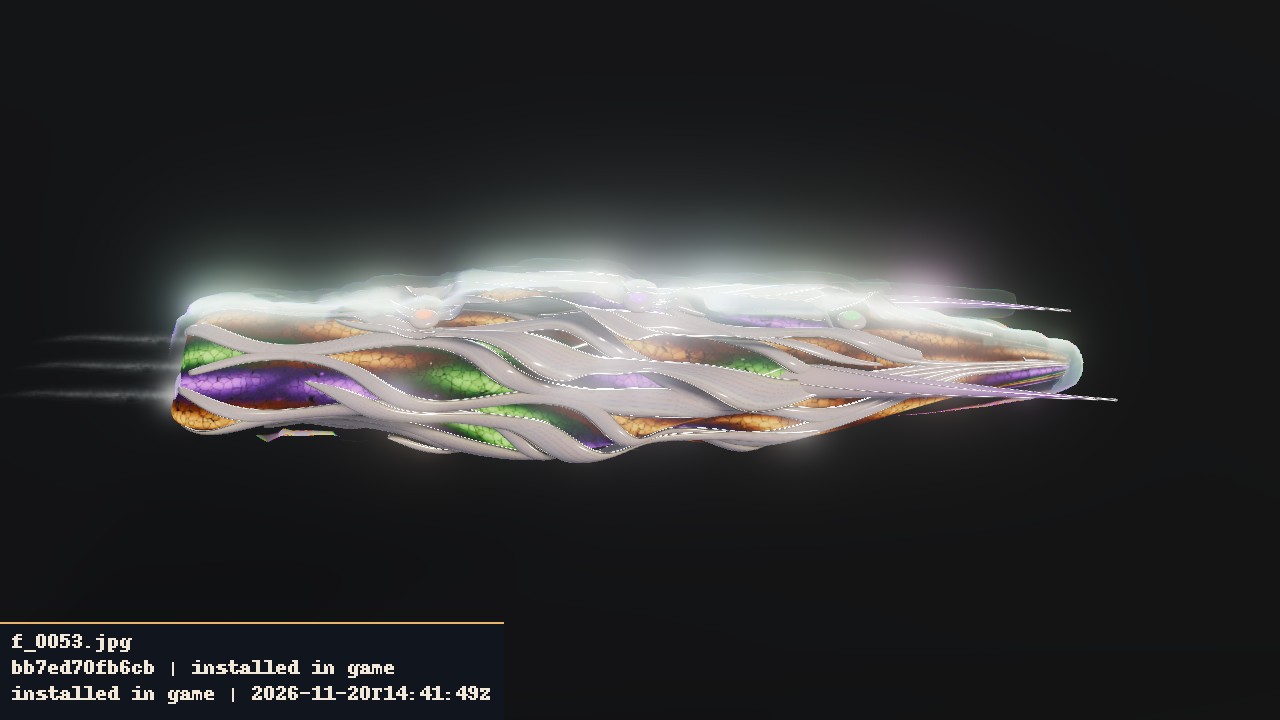 f_0053.jpg
bb7ed70fb6cb | installed in game
installed in game | 2026-11-20T14:41:49Z